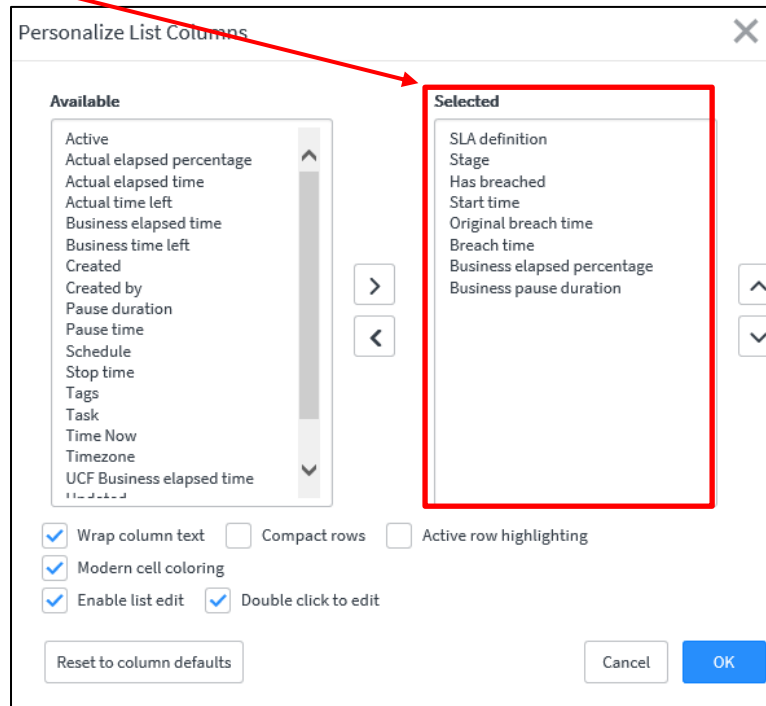 Personalize List Columns
Available
Active
Actual elapsed percentage
Actual elapsed time
Actual time left
Business elapsed time
Business time left
Created
Created by
Pause duration
Pause time
Schedule
Stop time
Tags
Task
Time Now
Timezone
UCF Business elapsed time
Updated
Selected
SLA definition
Stage
Has breached
Start time
Original breach time
Breach time
Business elapsed percentage
Business pause duration
Wrap column text Compact rows Active row highlighting
Modern cell coloring
Enable list edit Double click to edit
Reset to column defaults Cancel OK